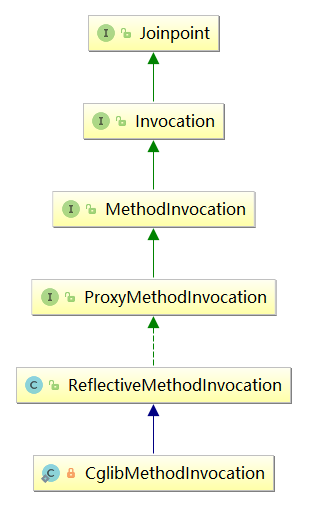 I Joinpoint
I Invocation
I MethodInvocation
I ProxyMethodInvocation
C ReflectiveMethodInvocation
C CglibMethodInvocation